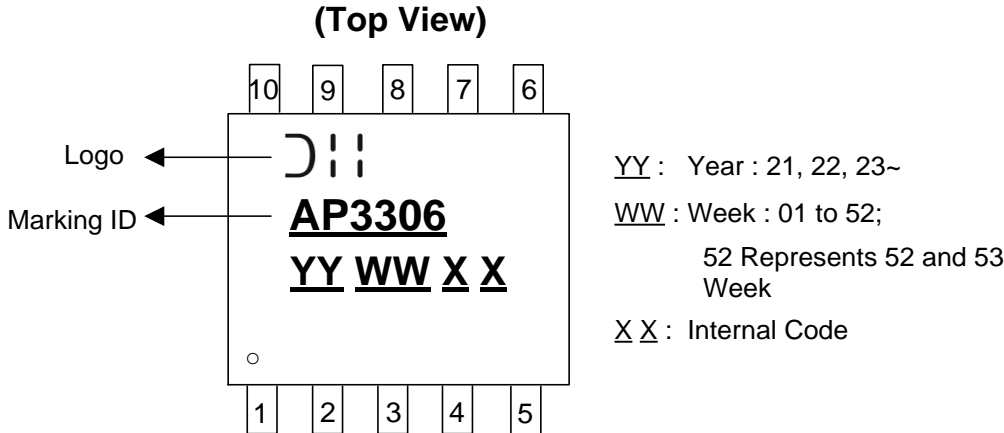 (Top View)
10 9 8 7 6
Logo
Marking ID
AP3306
YY WW X X
1 2 3 4 5
YY : Year : 21, 22, 23~
WW : Week : 01 to 52;
52 Represents 52 and 53
Week
X X : Internal Code